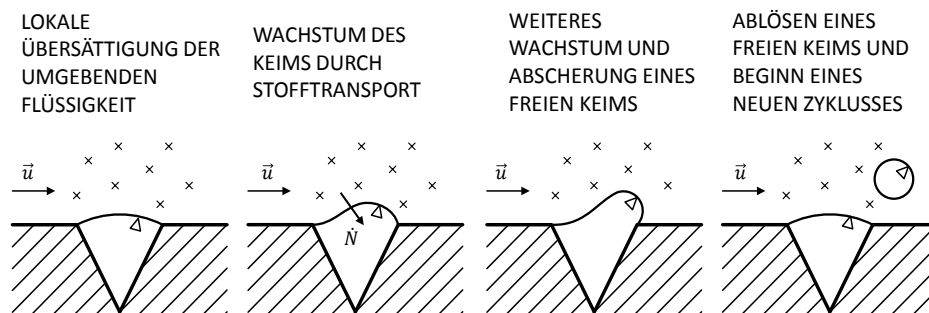 LOKALE
ÜBERSÄTTIGUNG DER
UMGEBENDEN
FLÜSSIGKEIT
WACHSTUM DES
KEIMS DURCH
STOFFTRANSPORT
WEITERES
WACHSTUM UND
ABSCHERUNG EINES
FREIEN KEIMS
ABLÖSEN EINES
FREIEN KEIMS UND
BEGINN EINES
NEUEN ZYKLUSSES
u⃗
u⃗
Ṅ
u⃗
u⃗